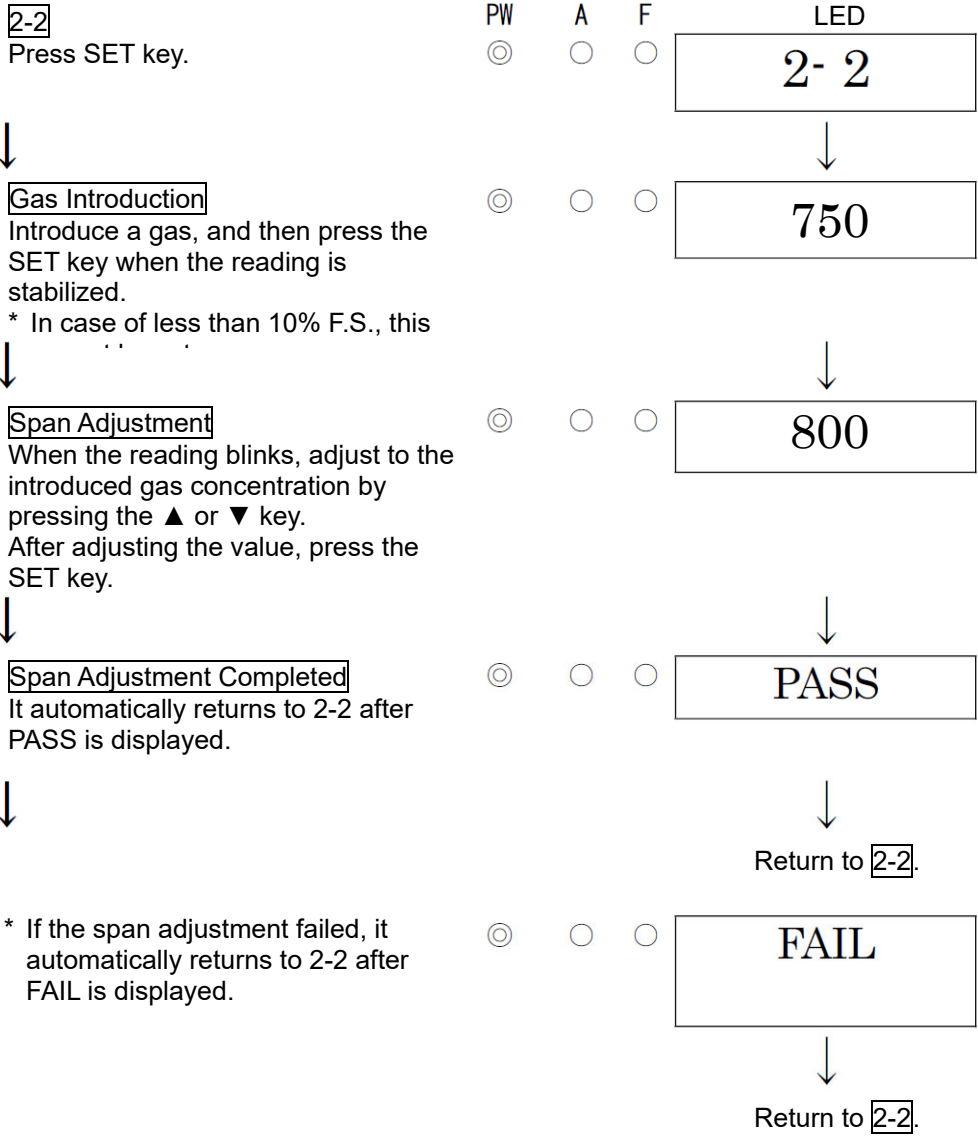 2-2 PW A F LED
Press SET key. ◎ ○ ○ 2- 2
↓ ↓
Gas Introduction ◎ ○ ○ 750
Introduce a gas, and then press the
SET key when the reading is
stabilized.
* In case of less than 10% F.S., this
↓ ↓
Span Adjustment ◎ ○ ○ 800
When the reading blinks, adjust to the
introduced gas concentration by
pressing the ▲ or ▼ key.
After adjusting the value, press the
SET key.
↓ ↓
Span Adjustment Completed ◎ ○ ○ PASS
It automatically returns to 2-2 after
PASS is displayed.
↓ ↓
Return to 2-2.
* If the span adjustment failed, it ◎ ○ ○ FAIL
automatically returns to 2-2 after
FAIL is displayed.
↓
Return to 2-2.